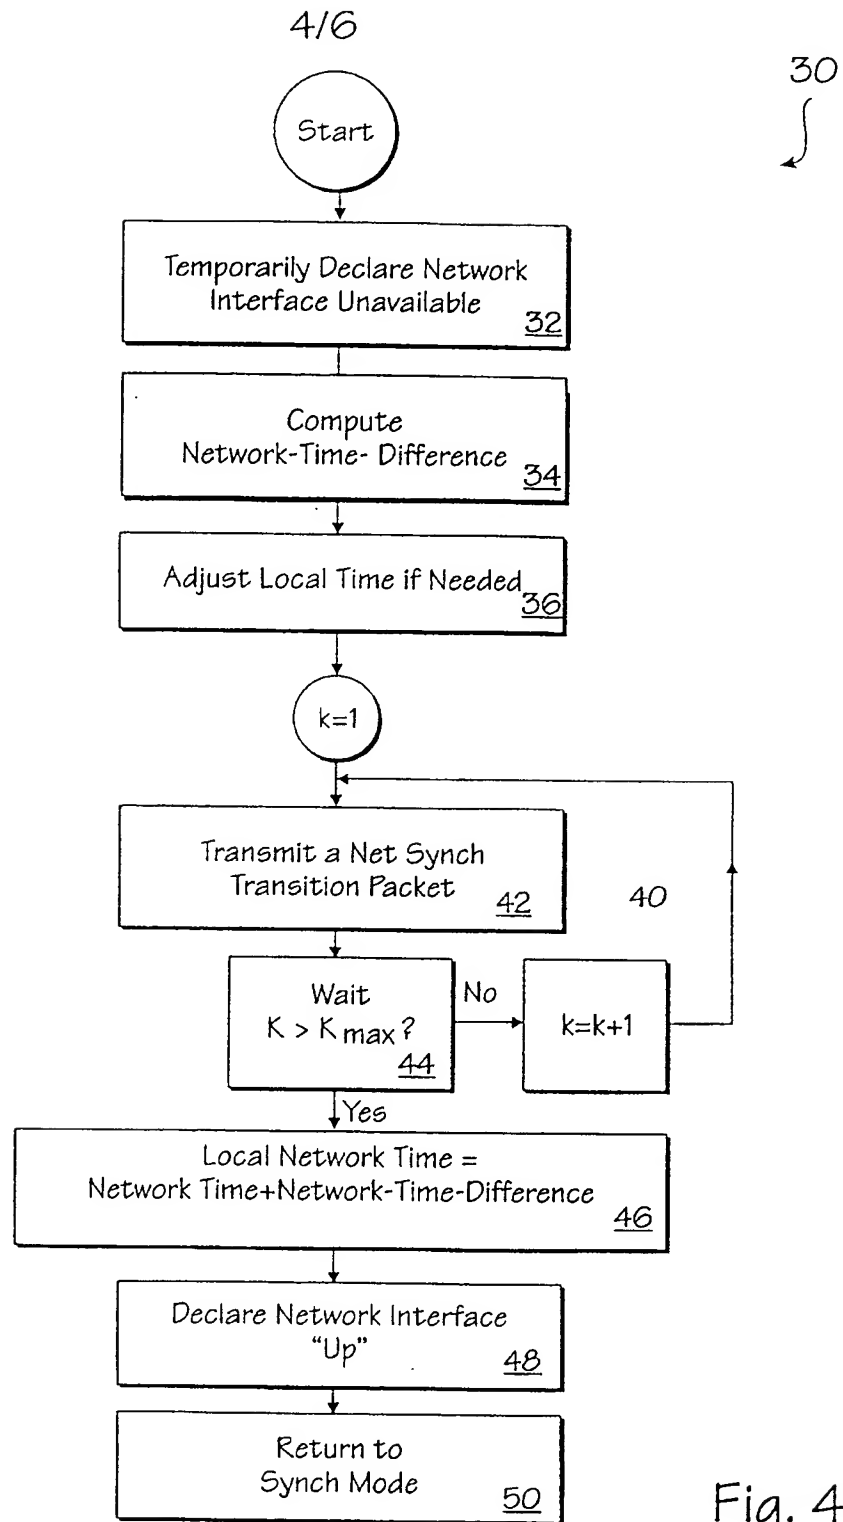 4/6
30
Start
Temporarily Declare Network
Interface Unavailable
32
Compute
Network-Time- Difference
34
Adjust Local Time if Needed
36
k=1
Transmit a Net Synch
Transition Packet
42
40
Wait
K > Kmax?
44
No
k=k+1
Yes
Local Network Time =
Network Time+Network-Time-Difference
46
Declare Network Interface
“Up”
48
Return to
Synch Mode
50
Fig. 4